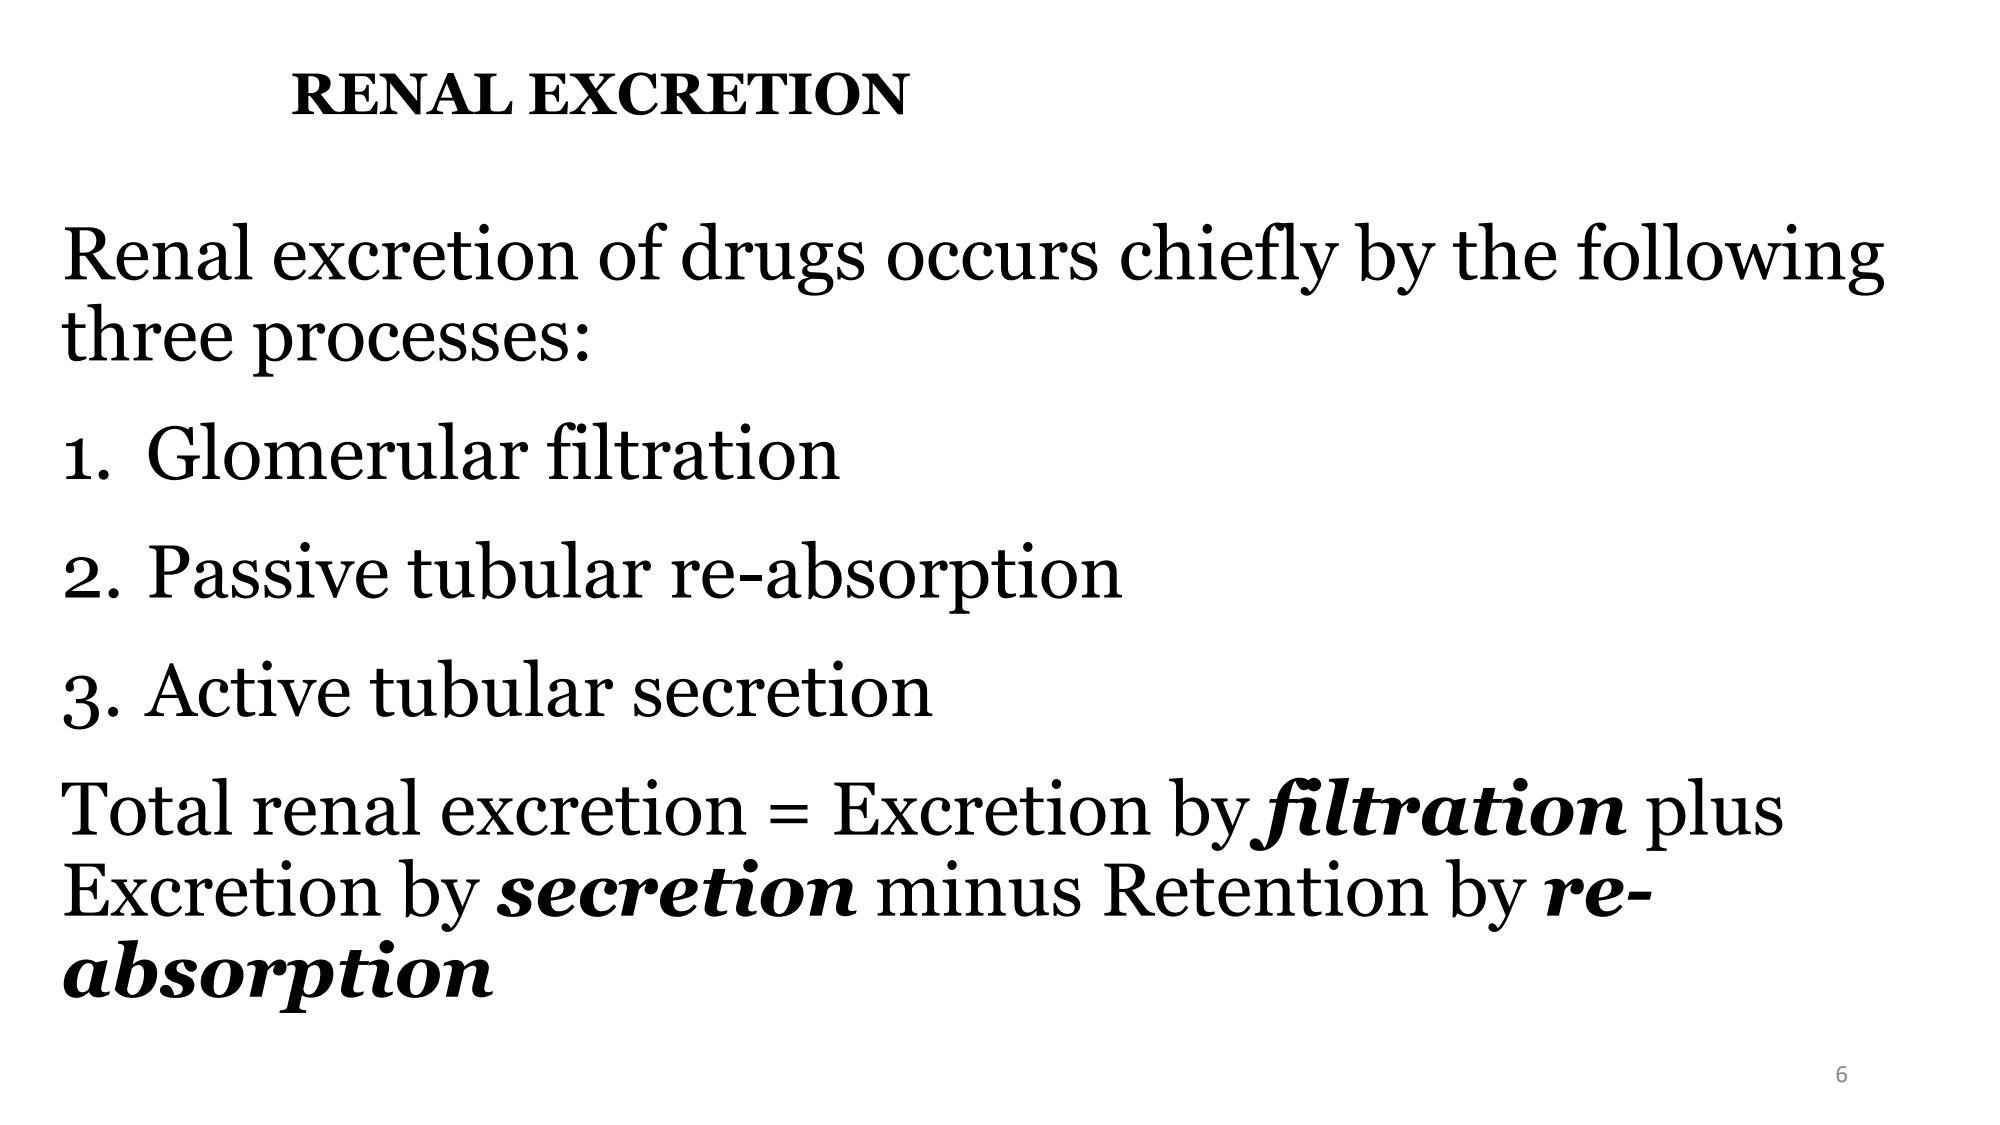 RENAL EXCRETION
Renal excretion of drugs occurs chiefly by the following
three processes:
1. Glomerular filtration
2. Passive tubular re-absorption
3. Active tubular secretion
Total renal excretion = Excretion by filtration plus
Excretion by secretion minus Retention by re-
absorption
6